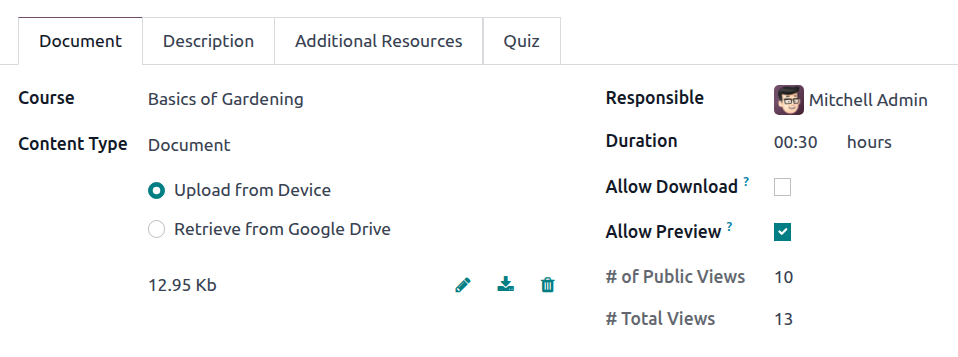 Document Description Additional Resources Quiz
Course Basics of Gardening
Content Type Document
Upload from Device
Retrieve from Google Drive
12.95 Kb
Responsible Mitchell Admin
Duration 00:30 hours
Allow Download ?
Allow Preview ?
# of Public Views 10
# Total Views 13